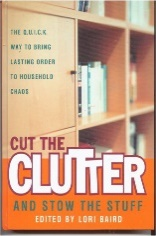 THE Q.U.I.C.K.
WAY TO BRING
LASTING ORDER
TO HOUSEHOLD
CHAOS
CUT THE
CLUTTER
AND STOW THE STUFF
EDITED BY LORI BAIRD